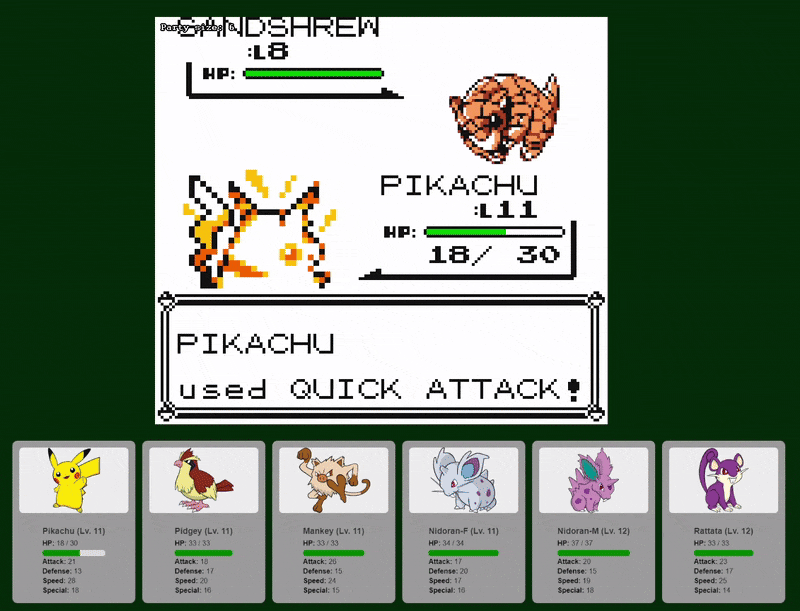 Party size: 6
SANDSHREW
:L8
HP:
PIKACHU
:L11
HP:
18/ 30
PIKACHU
used QUICK ATTACK!
Pikachu (Lv. 11)
HP: 18 / 30
Attack: 21
Defense: 13
Speed: 28
Special: 18
Pidgey (Lv. 11)
HP: 33 / 33
Attack: 18
Defense: 17
Speed: 20
Special: 16
Mankey (Lv. 11)
HP: 33 / 33
Attack: 26
Defense: 15
Speed: 24
Special: 15
Nidoran-F (Lv. 11)
HP: 34 / 34
Attack: 17
Defense: 20
Speed: 17
Special: 16
Nidoran-M (Lv. 12)
HP: 37 / 37
Attack: 20
Defense: 15
Speed: 19
Special: 18
Rattata (Lv. 12)
HP: 33 / 33
Attack: 22
Defense: 17
Speed: 25
Special: 14